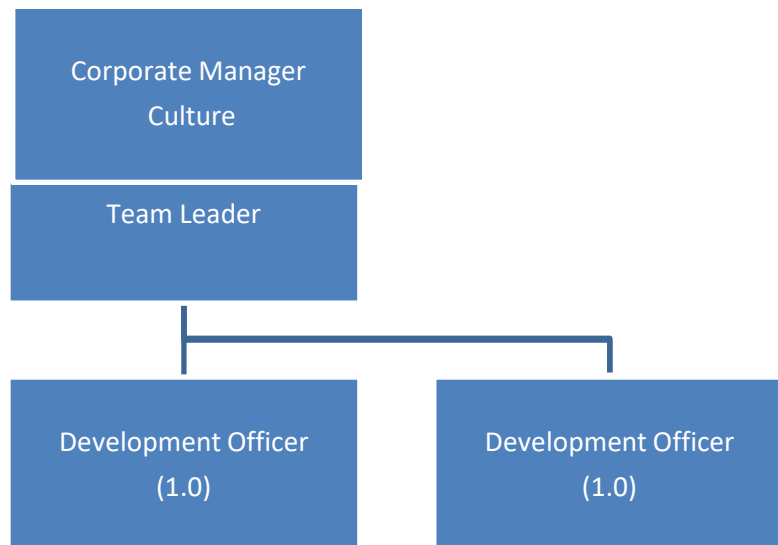 Corporate Manager
Culture
Team Leader
Development Officer
(1.0)
Development Officer
(1.0)